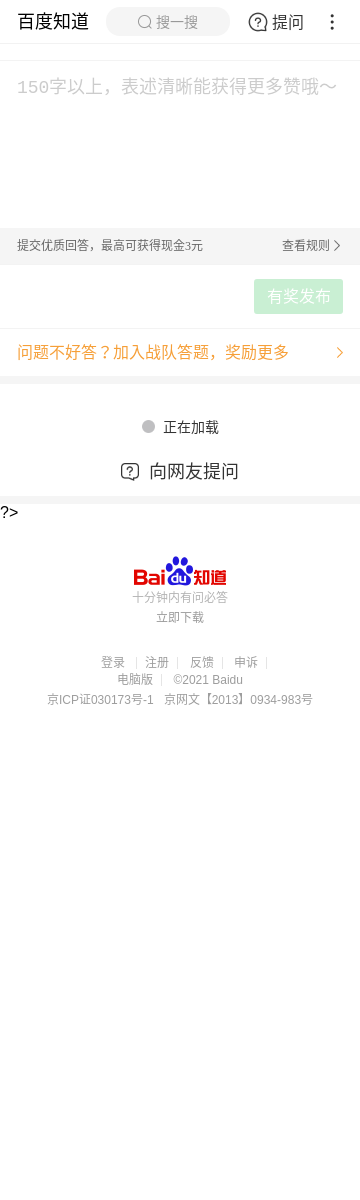 百度知道 搜一搜 提问
150字以上，表述清晰能获得更多赞哦～
提交优质回答，最高可获得现金3元 查看规则
有奖发布
问题不好答？加入战队答题，奖励更多
正在加载
向网友提问
?>
Bai du 知道
十分钟内有问必答
立即下载
登录 注册 反馈 申诉
电脑版 ©2021 Baidu
京ICP证030173号-1 京网文【2013】0934-983号